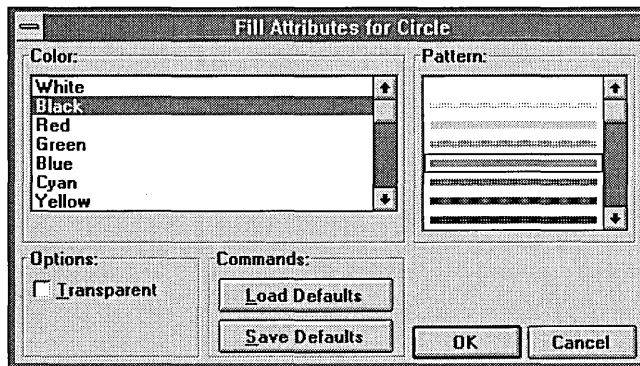 Fill Attributes for Circle
Color:
White
Black
Red
Green
Blue
Cyan
Yellow
Pattern:
Options:
Transparent
Commands:
Load Defaults
Save Defaults
OK
Cancel